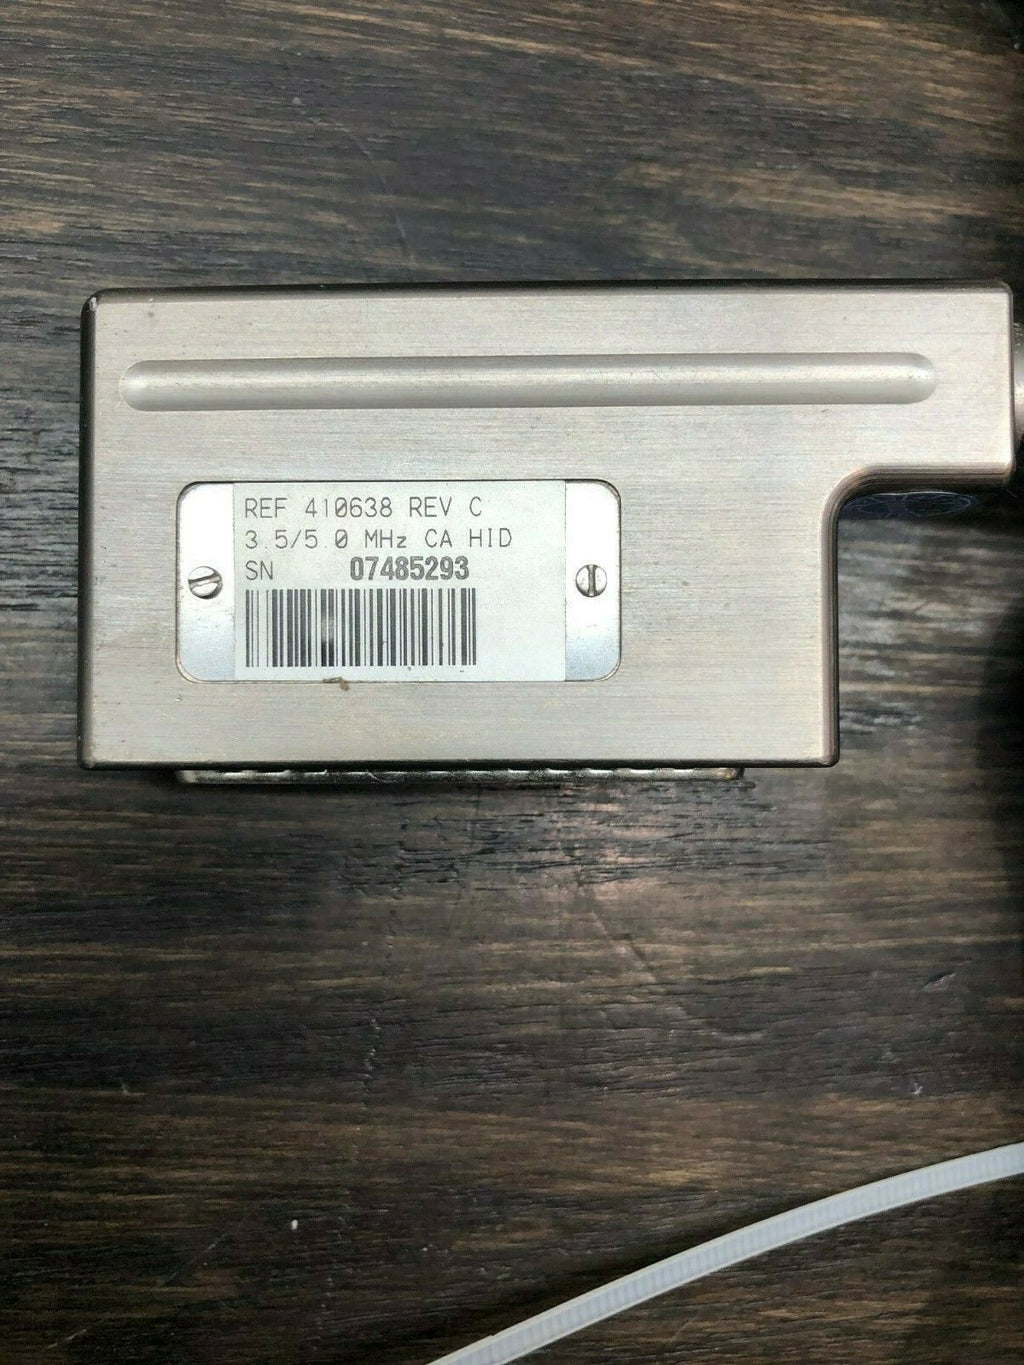 REF 410638 REV C
3.5/5.0 MHz CA HID
SN 07485293